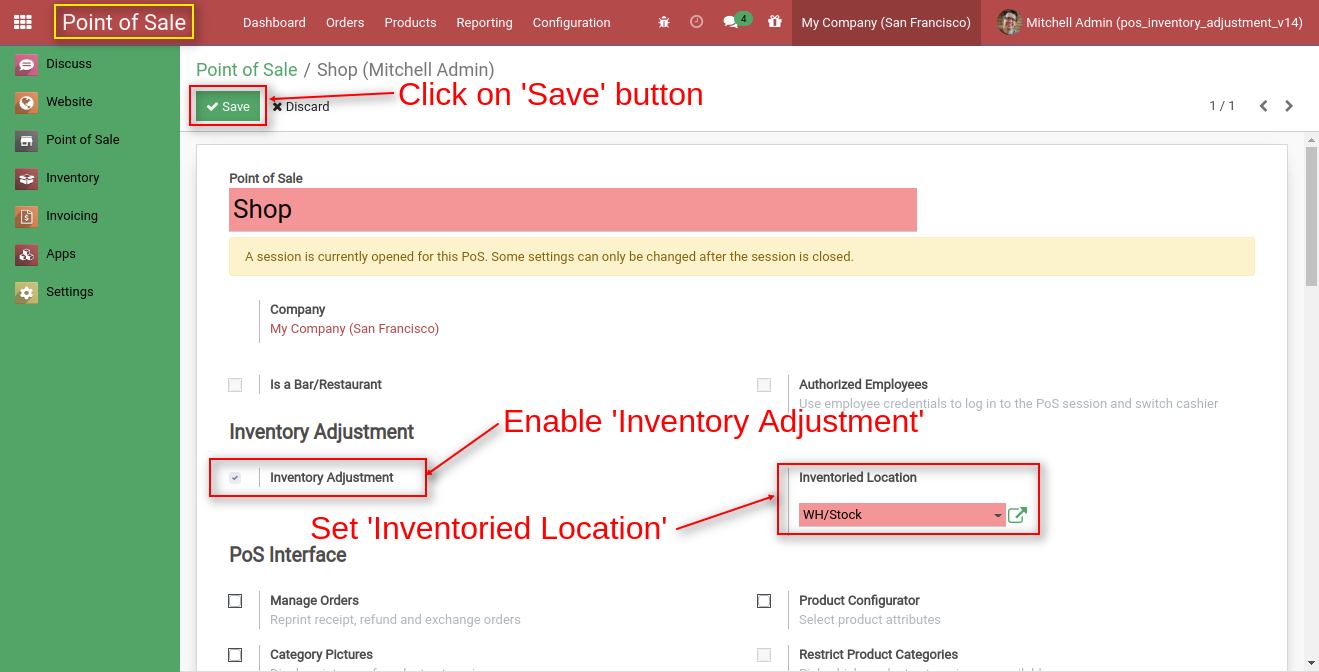 Point of Sale
Dashboard Orders Products Reporting Configuration
4
My Company (San Francisco)
Mitchell Admin (pos_inventory_adjustment_v14)
Discuss
Website
Point of Sale
Inventory
Invoicing
Apps
Settings
Point of Sale / Shop (Mitchell Admin)
Save
Discard
Click on 'Save' button
1 / 1
Point of Sale
Shop
A session is currently opened for this PoS. Some settings can only be changed after the session is closed.
Company
My Company (San Francisco)
Is a Bar/Restaurant
Authorized Employees
Use employee credentials to log in to the PoS session and switch cashier
Enable 'Inventory Adjustment'
Inventory Adjustment
Inventory Adjustment
Inventoried Location
WH/Stock
Set 'Inventoried Location'
PoS Interface
Manage Orders
Reprint receipt, refund and exchange orders
Product Configurator
Select product attributes
Category Pictures
Restrict Product Categories